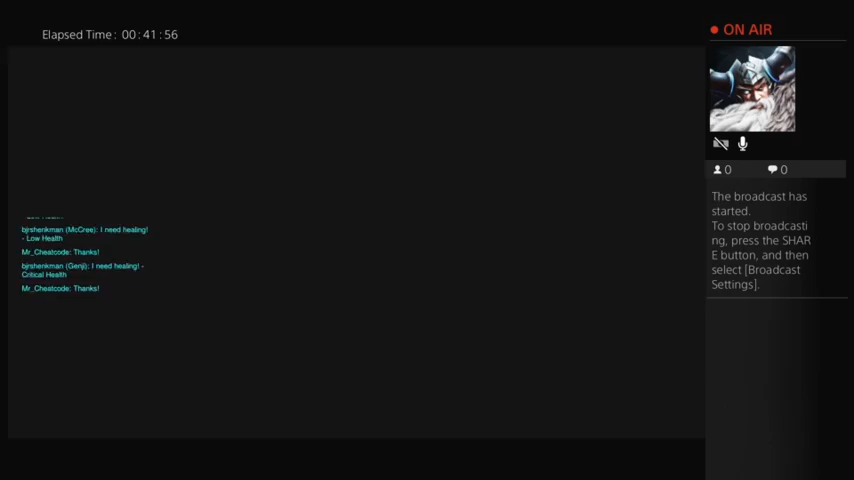 Elapsed Time: 00:41:56
ON AIR
0 0
The broadcast has
started.
To stop broadcasti
ng, press the SHAR
E button, and then
select [Broadcast
Settings].
bjrshenkman (McCree): I need healing!
- Low Health
Mr_Cheatcode: Thanks!
bjrshenkman (Genji): I need healing! -
Critical Health
Mr_Cheatcode: Thanks!